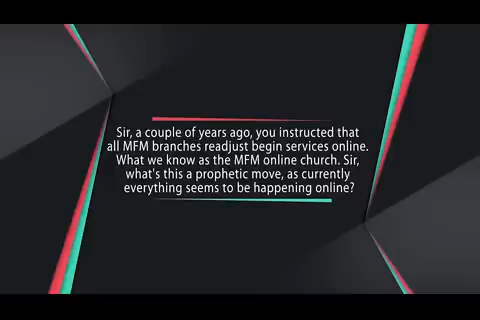 Sir, a couple of years ago, you instructed that
all MFM branches readjust begin services online.
What we know as the MFM online church. Sir,
what's this a prophetic move, as currently
everything seems to be happening online?